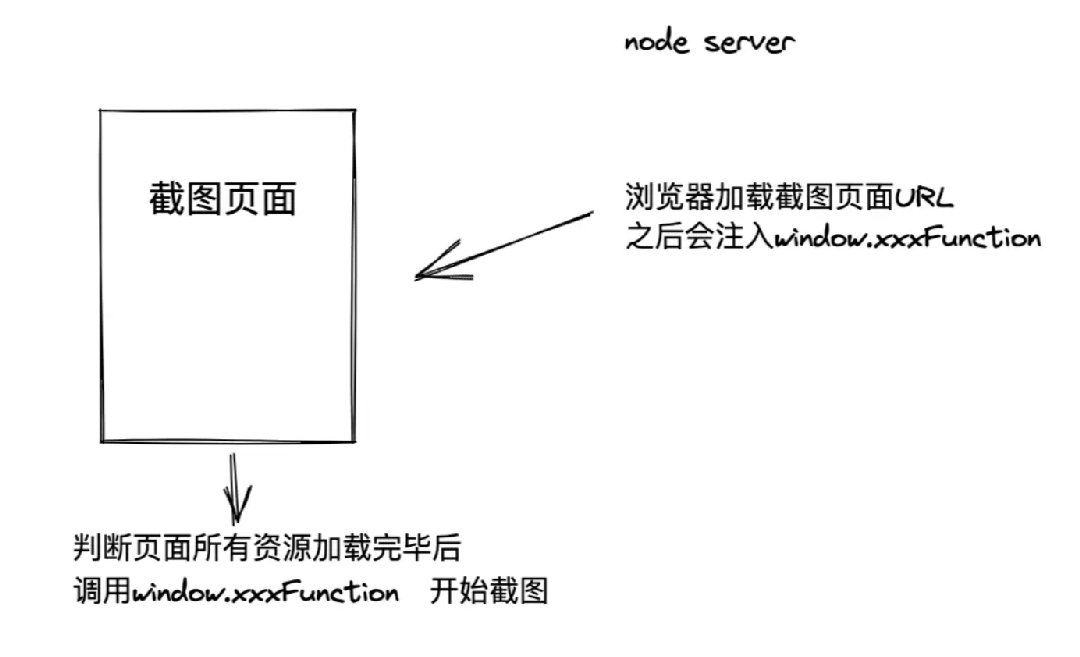 node server
截图页面
浏览器加载截图页面URL
之后会注入window.xxxFunction
判断页面所有资源加载完毕后
调用window.xxxFunction 开始截图